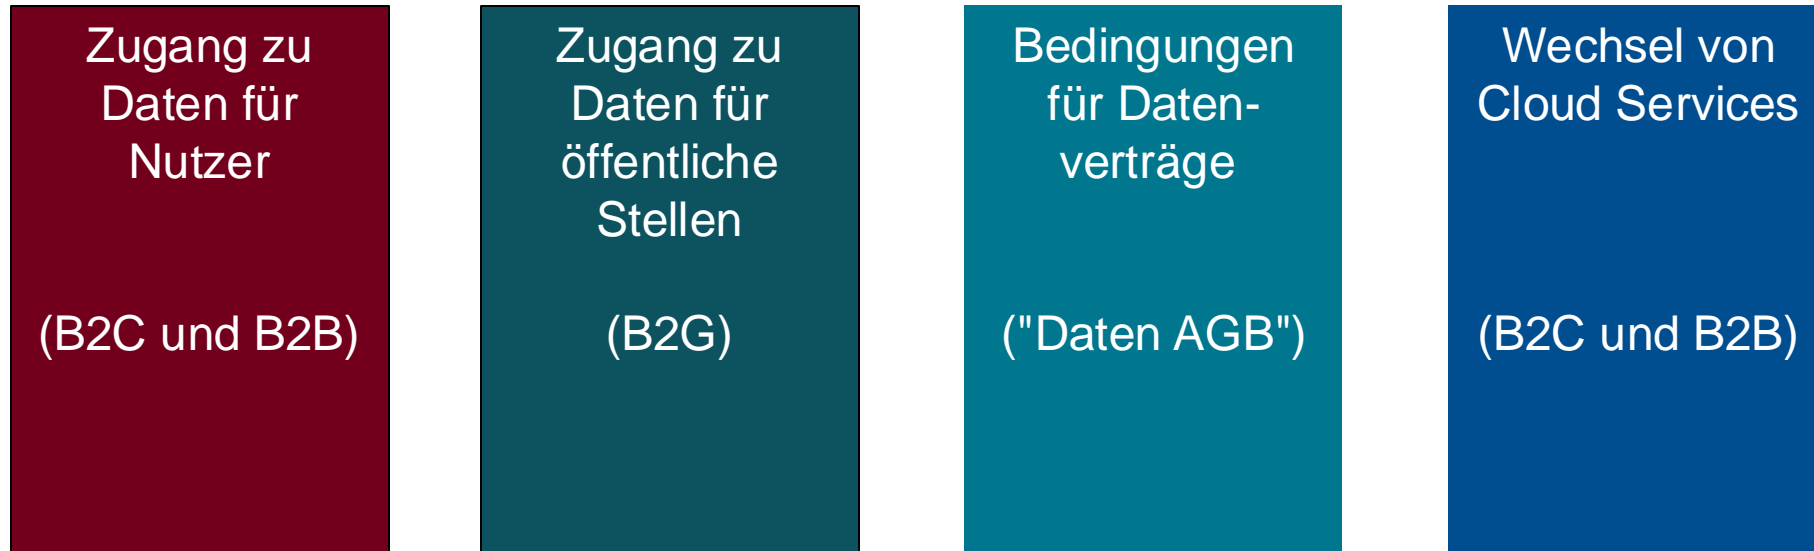 Zugang zu
Daten für
Nutzer
(B2C und B2B)
Zugang zu
Daten für
öffentliche
Stellen
(B2G)
Bedingungen
für Daten-
verträge
("Daten AGB")
Wechsel von
Cloud Services
(B2C und B2B)